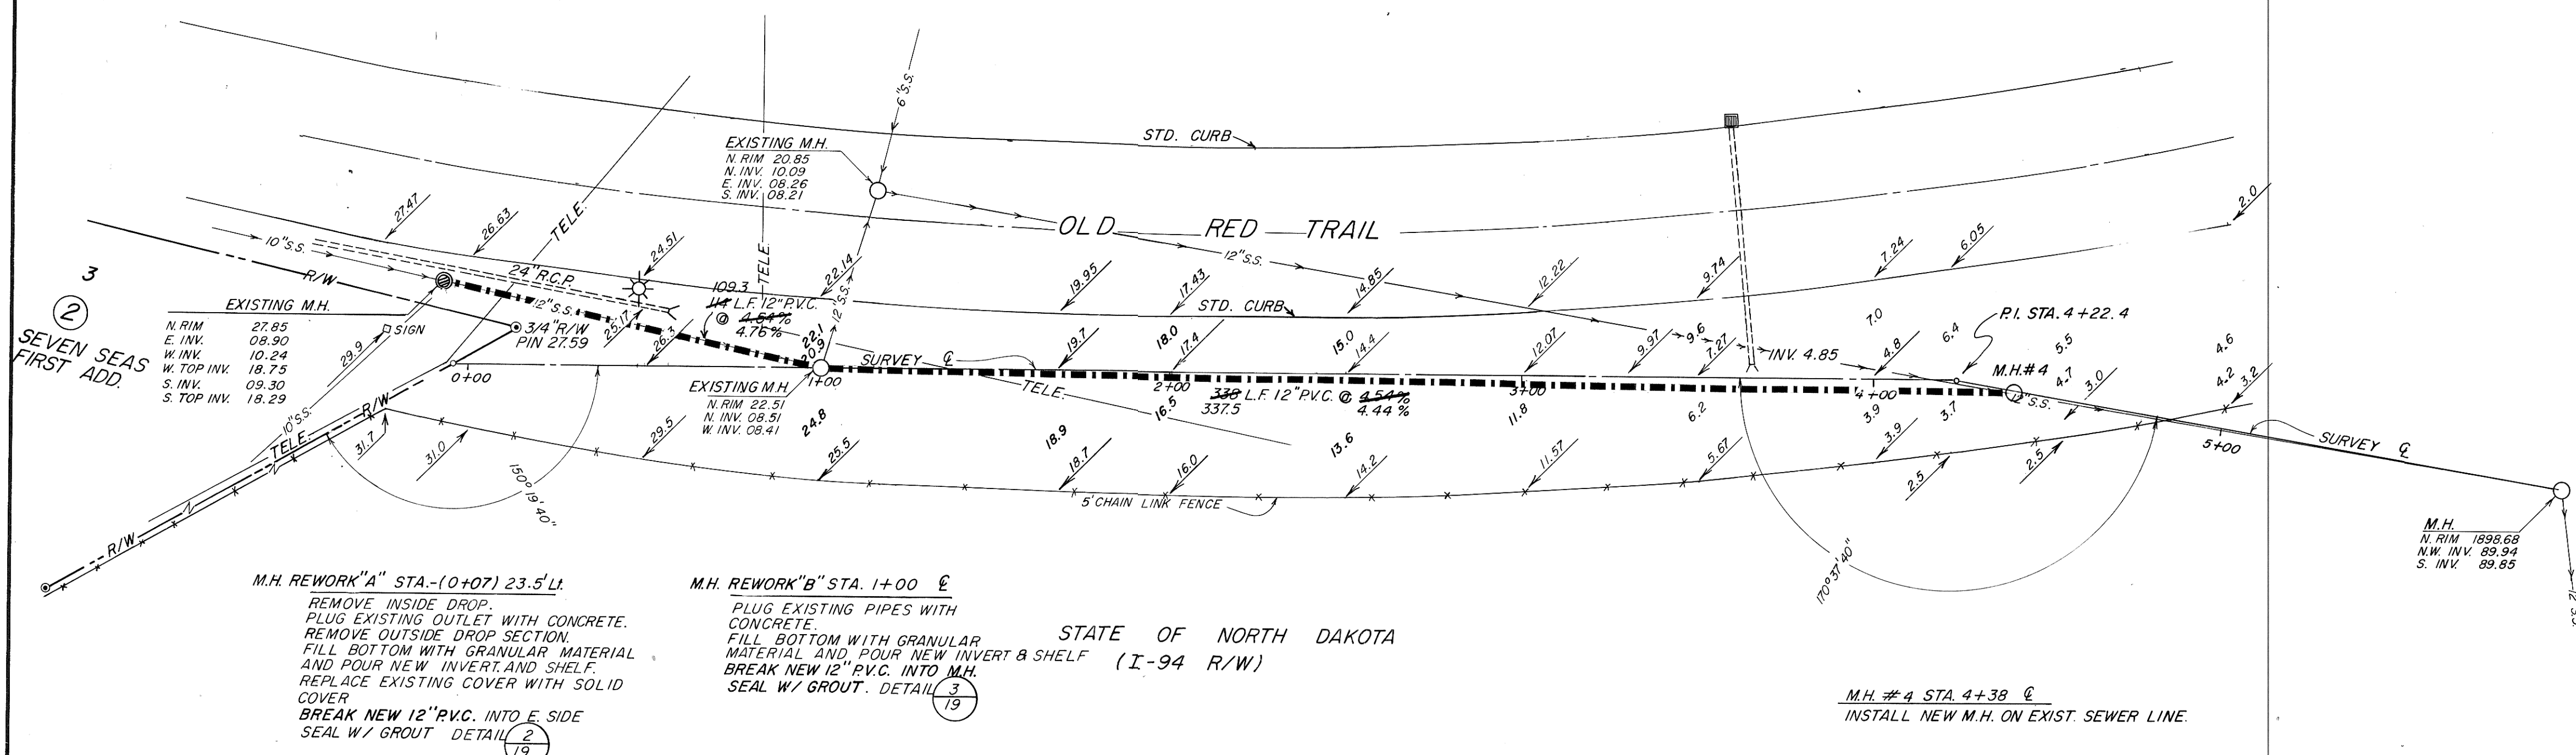 STD. CURB
6"S.S.
EXISTING M.H.
N. RIM 20.85
N. INV. 10.09
E. INV. 08.26
S. INV. 08.21
OLD RED TRAIL
12"S.S.
TELE.
TELE.
27.47
26.63
24.51
22.14
12"S.S.
19.95
17.43
14.85
12.22
9.74
7.24
6.05
2.0
STD. CURB
10"S.S.
R/W
24"R.C.P.
12"S.S.
109.3
114 L.F. 12"P.V.C.
@ 4.54%
4.76%
3
2
SEVEN SEAS
FIRST ADD.
EXISTING M.H.
N. RIM 27.85
E. INV. 08.90
W. INV. 10.24
W. TOP INV. 18.75
S. INV. 09.30
S. TOP INV. 18.29
SIGN
29.9
3/4" R/W
PIN 27.59
25.17
26.3
22.1
20.9
SURVEY ℄
19.7
18.0
17.4
15.0
14.4
12.07
9.97
9.6
7.27
INV. 4.85
7.0
4.8
6.4
P.I. STA. 4+22.4
M.H.#4
5.5
4.7
3.0
4.6
4.2
3.2
0+00
1+00
2+00
3+00
4+00
5+00
TELE.
338 L.F. 12"P.V.C. @ 4.54%
337.5 4.44%
12"S.S.
SURVEY ℄
EXISTING M.H.
N. RIM 22.51
N. INV. 08.51
W. INV. 08.41
10"S.S.
TELE.
R/W
31.7
31.0
29.5
24.8
25.5
18.9
18.7
16.5
16.0
13.6
14.2
11.8
11.57
6.2
5.67
3.9
3.9
3.7
2.5
2.5
150°19'40"
5' CHAIN LINK FENCE
170°37'40"
R/W
M.H.
N. RIM 1898.68
N.W. INV. 89.94
S. INV. 89.85
12"S.S.
M.H. REWORK "A" STA.-(0+07) 23.5' Lt.
REMOVE INSIDE DROP.
PLUG EXISTING OUTLET WITH CONCRETE.
REMOVE OUTSIDE DROP SECTION.
FILL BOTTOM WITH GRANULAR MATERIAL
AND POUR NEW INVERT. AND SHELF.
REPLACE EXISTING COVER WITH SOLID
COVER
BREAK NEW 12" P.V.C. INTO E. SIDE
SEAL W/ GROUT DETAIL 2
19
M.H. REWORK "B" STA. 1+00 ℄
PLUG EXISTING PIPES WITH
CONCRETE.
FILL BOTTOM WITH GRANULAR
MATERIAL AND POUR NEW INVERT & SHELF
BREAK NEW 12" P.V.C. INTO M.H.
SEAL W/ GROUT. DETAIL 3
19
STATE OF NORTH DAKOTA
(I-94 R/W)
M.H. #4 STA. 4+38 ℄
INSTALL NEW M.H. ON EXIST. SEWER LINE.